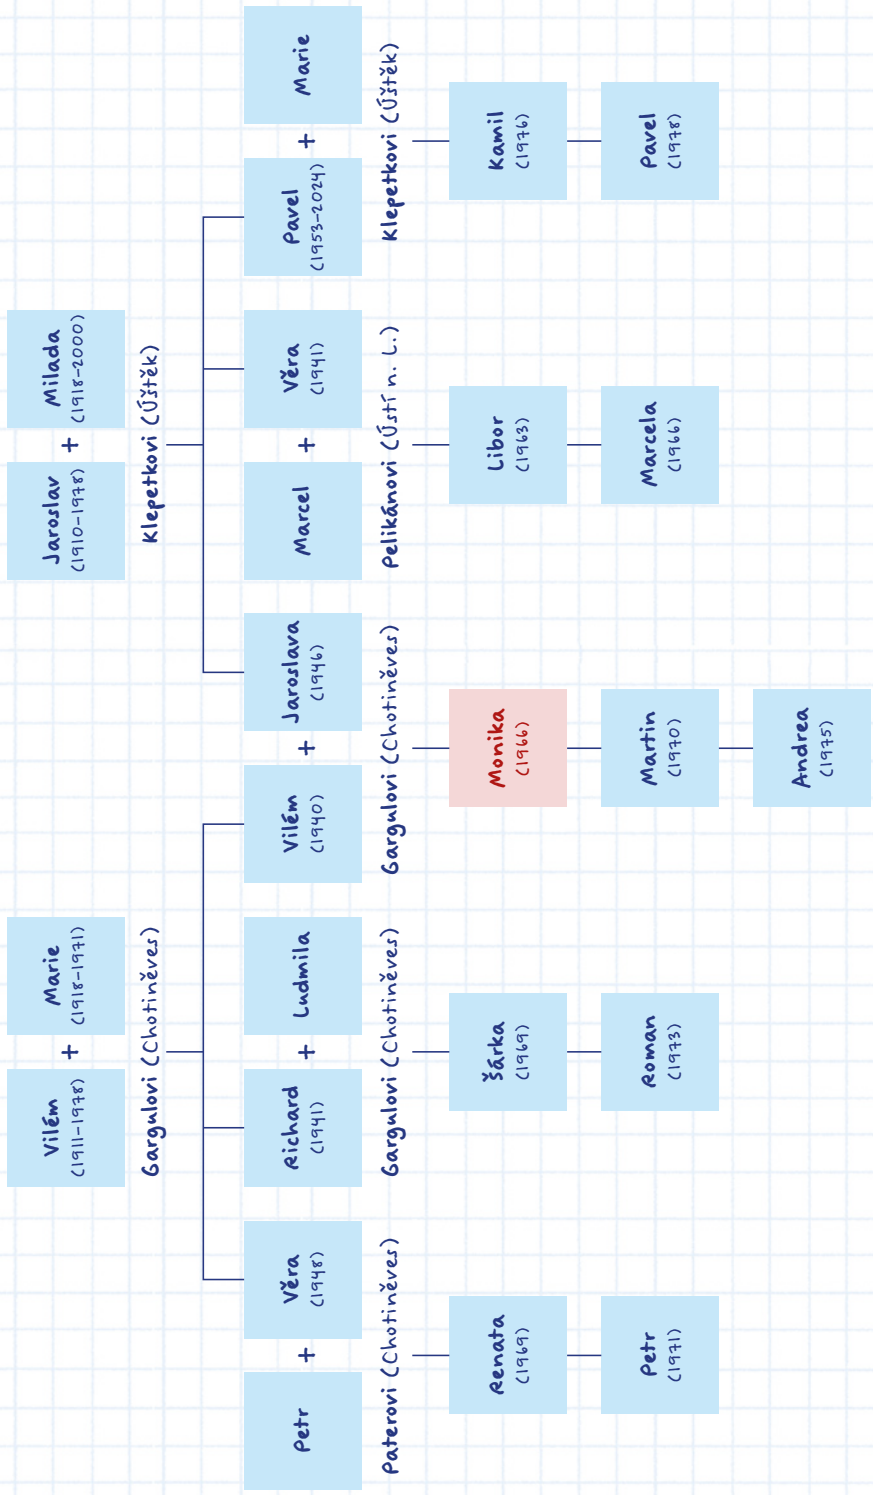 Vilém
(1911–1978)
+
Marie
(1918–1971)
Gargulovi (Chotiněves)
Jaroslav
(1910–1978)
+
Milada
(1918–2000)
Klepetkovi (Úštěk)
Petr
+
Věra
(1948)
Paterovi (Chotiněves)
Richard
(1941)
+
Ludmila
Gargulovi (Chotiněves)
Vilém
(1940)
+
Jaroslava
(1946)
Gargulovi (Chotiněves)
Marcel
+
Věra
(1941)
Pelikánovi (Ústí n. L.)
Pavel
(1953–2024)
+
Marie
Klepetkovi (Úštěk)
Renata
(1969)
Šárka
(1969)
Monika
(1966)
Libor
(1963)
Kamil
(1976)
Petr
(1971)
Roman
(1973)
Martin
(1970)
Marcela
(1966)
Pavel
(1978)
Andrea
(1975)